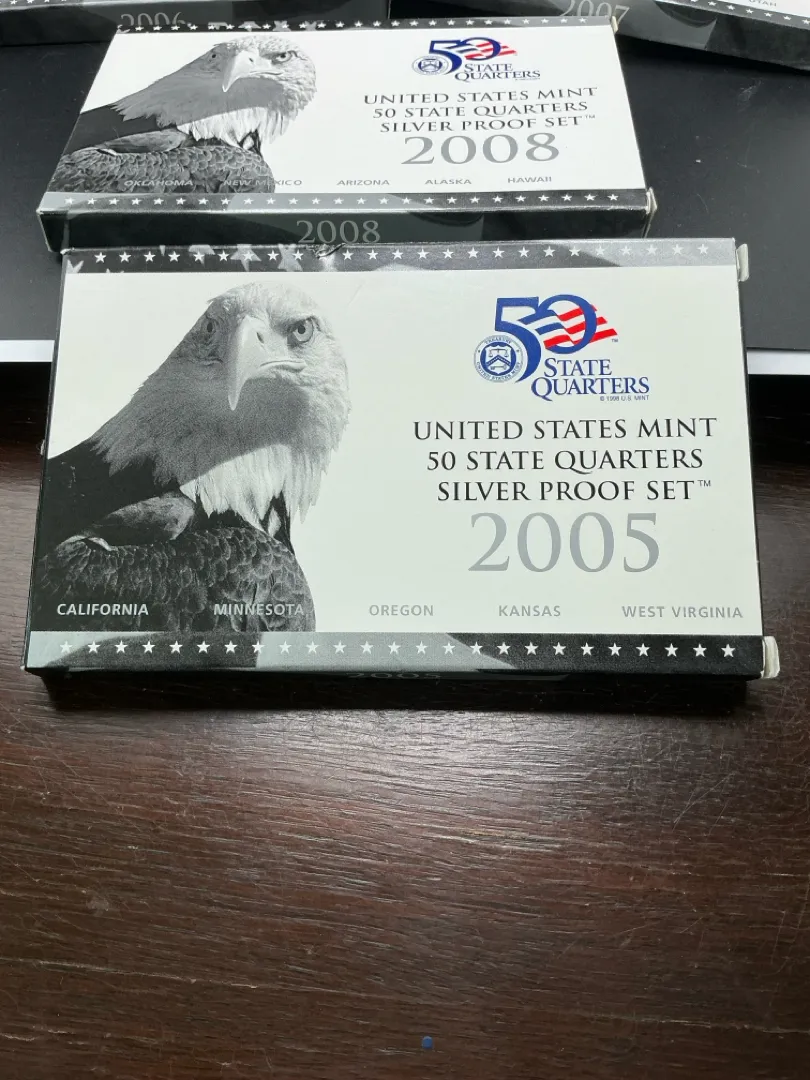 2006
2007
UTAH
50
STATE
QUARTERS
UNITED STATES MINT
50 STATE QUARTERS
SILVER PROOF SET™
2008
OKLAHOMA NEW MEXICO ARIZONA ALASKA HAWAII
2008
50
STATE
QUARTERS
© 1998 U.S. MINT
UNITED STATES MINT
50 STATE QUARTERS
SILVER PROOF SET™
2005
CALIFORNIA MINNESOTA OREGON KANSAS WEST VIRGINIA
2005